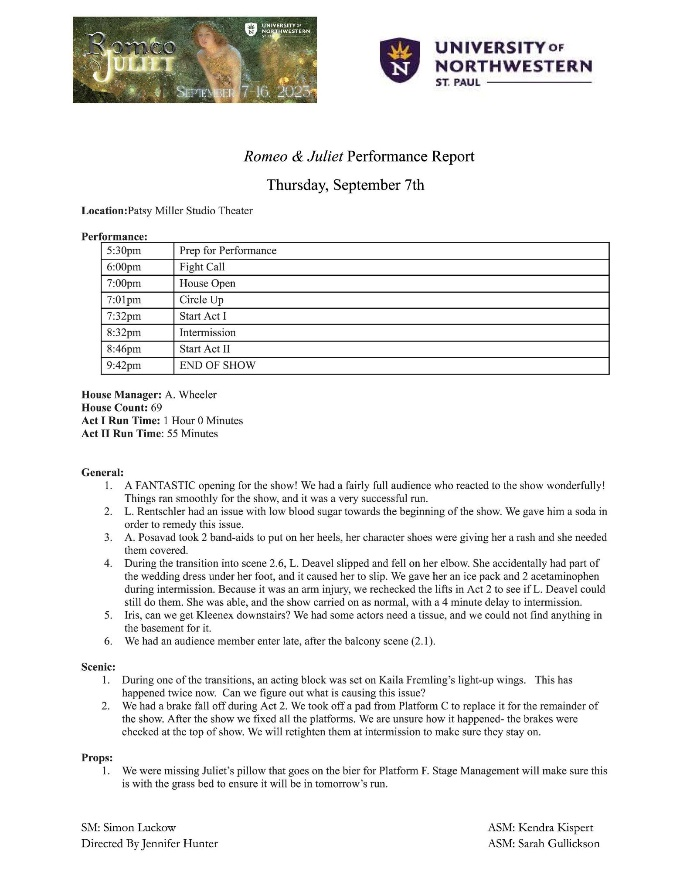 Romeo & Juliet
UNIVERSITY OF
NORTHWESTERN
ST. PAUL
SEPTEMBER 7-16, 2023
UNIVERSITY OF
NORTHWESTERN
ST. PAUL
Romeo & Juliet Performance Report
Thursday, September 7th
Location:Patsy Miller Studio Theater
Performance:
5:30pm Prep for Performance
6:00pm Fight Call
7:00pm House Open
7:01pm Circle Up
7:32pm Start Act I
8:32pm Intermission
8:46pm Start Act II
9:42pm END OF SHOW
House Manager: A. Wheeler
House Count: 69
Act I Run Time: 1 Hour 0 Minutes
Act II Run Time: 55 Minutes
General:
1. A FANTASTIC opening for the show! We had a fairly full audience who reacted to the show wonderfully!
Things ran smoothly for the show, and it was a very successful run.
2. L. Rentschler had an issue with low blood sugar towards the beginning of the show. We gave him a soda in
order to remedy this issue.
3. A. Posavad took 2 band-aids to put on her heels, her character shoes were giving her a rash and she needed
them covered.
4. During the transition into scene 2.6, L. Deavel slipped and fell on her elbow. She accidentally had part of
the wedding dress under her foot, and it caused her to slip. We gave her an ice pack and 2 acetaminophen
during intermission. Because it was an arm injury, we rechecked the lifts in Act 2 to see if L. Deavel could
still do them. She was able, and the show carried on as normal, with a 4 minute delay to intermission.
5. Iris, can we get Kleenex downstairs? We had some actors need a tissue, and we could not find anything in
the basement for it.
6. We had an audience member enter late, after the balcony scene (2.1).
Scenic:
1. During one of the transitions, an acting block was set on Kaila Fremling's light-up wings. This has
happened twice now. Can we figure out what is causing this issue?
2. We had a brake fall off during Act 2. We took off a pad from Platform C to replace it for the remainder of
the show. After the show we fixed all the platforms. We are unsure how it happened- the brakes were
checked at the top of show. We will retighten them at intermission to make sure they stay on.
Props:
1. We were missing Juliet's pillow that goes on the bier for Platform F. Stage Management will make sure this
is with the grass bed to ensure it will be in tomorrow's run.
SM: Simon Luckow
ASM: Kendra Kispert
Directed By Jennifer Hunter
ASM: Sarah Gullickson